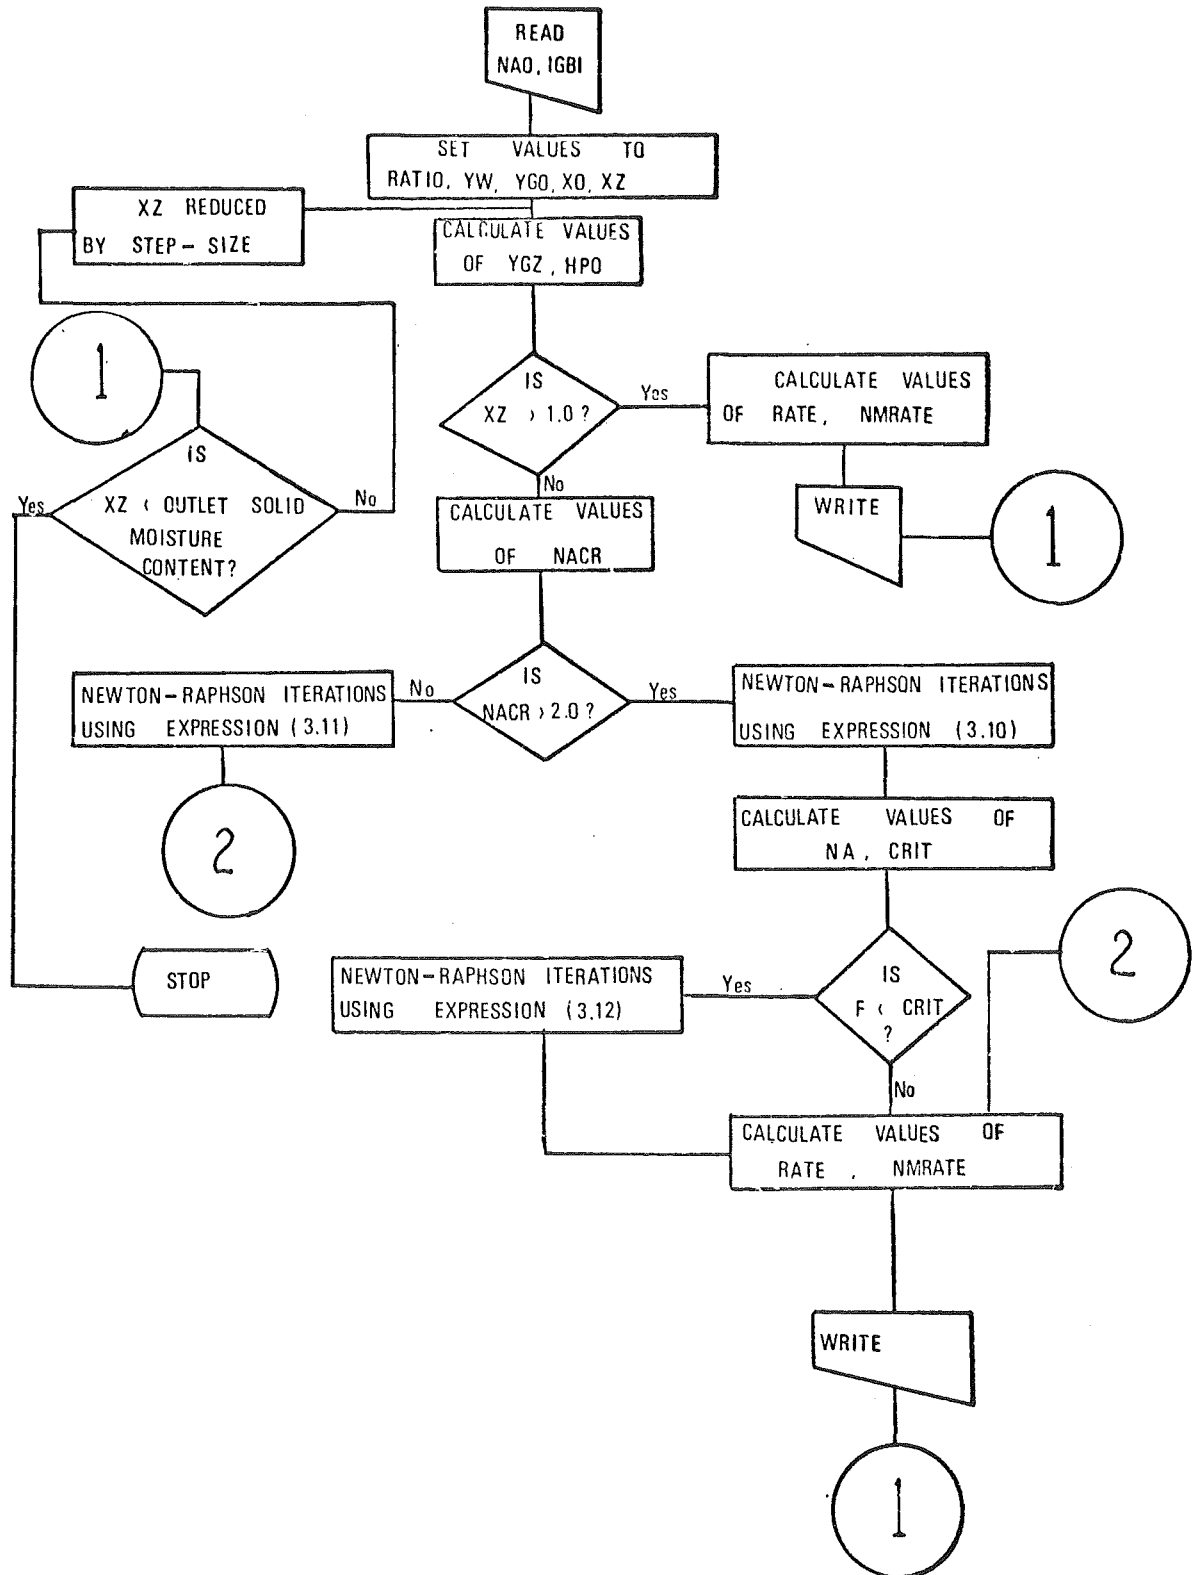 READ
NAO, IGBI
SET VALUES TO
RATIO, YW, YGO, XO, XZ
XZ REDUCED
BY STEP-SIZE
CALCULATE VALUES
OF YGZ, HPO
1
IS
XZ > 1.0 ?
Yes
No
CALCULATE VALUES
OF RATE, NMRATE
WRITE
1
IS
XZ < OUTLET SOLID
MOISTURE
CONTENT?
Yes
No
CALCULATE VALUES
OF NACR
IS
NACR > 2.0 ?
No
Yes
NEWTON-RAPHSON ITERATIONS
USING EXPRESSION (3.11)
2
NEWTON-RAPHSON ITERATIONS
USING EXPRESSION (3.10)
CALCULATE VALUES OF
NA, CRIT
STOP
NEWTON-RAPHSON ITERATIONS
USING EXPRESSION (3.12)
Yes
IS
F < CRIT
?
No
2
CALCULATE VALUES OF
RATE, NMRATE
WRITE
1